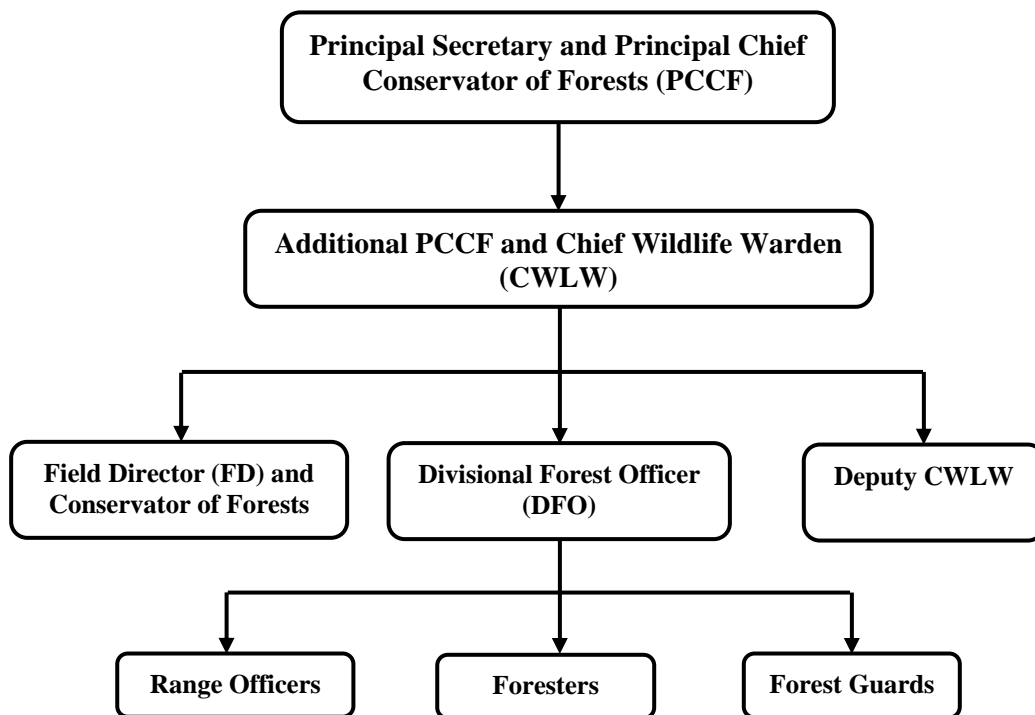 Principal Secretary and Principal Chief
Conservator of Forests (PCCF)
Additional PCCF and Chief Wildlife Warden
(CWLW)
Field Director (FD) and
Conservator of Forests
Divisional Forest Officer
(DFO)
Deputy CWLW
Range Officers
Foresters
Forest Guards